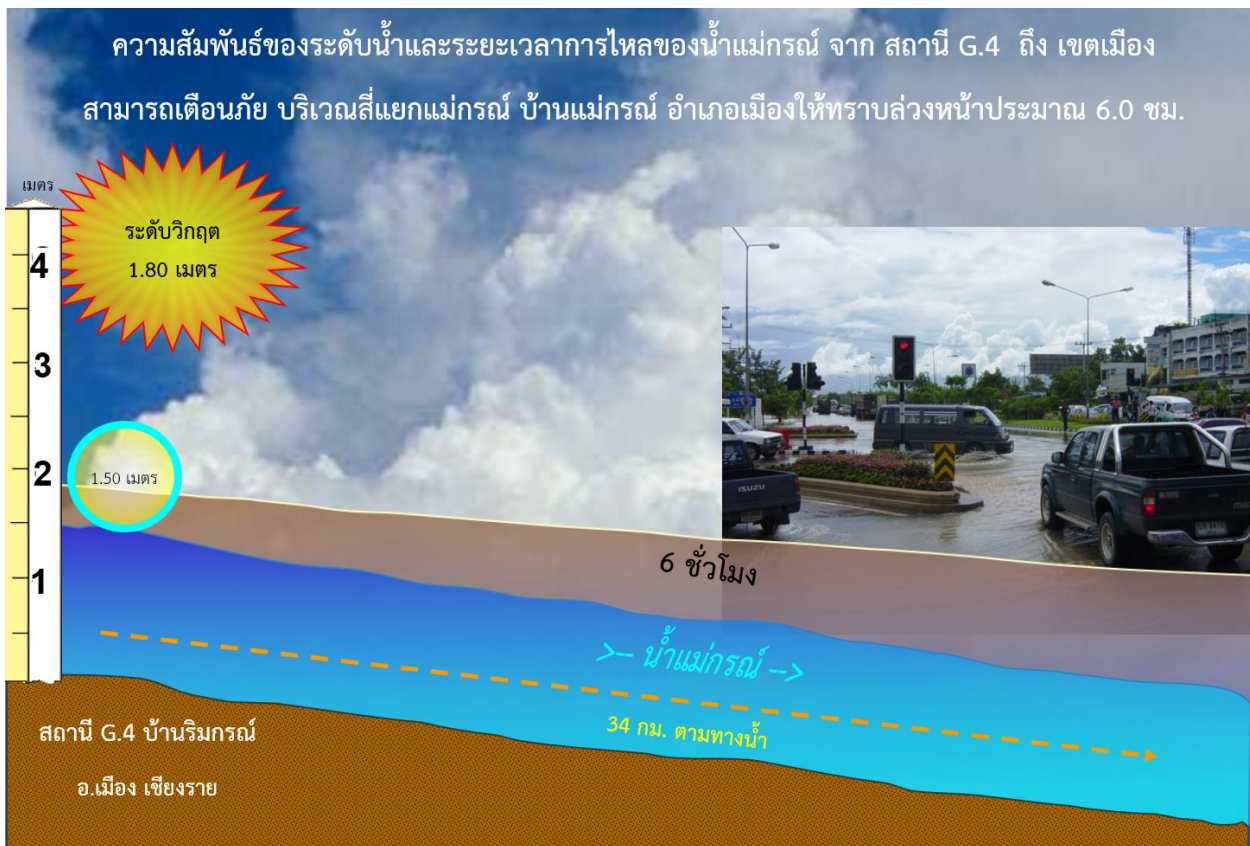 ความสัมพันธ์ของระดับน้ำและระยะเวลาการไหลของน้ำแม่กรณ์ จาก สถานี G.4 ถึง เขตเมือง
สามารถเตือนภัย บริเวณสี่แยกแม่กรณ์ บ้านแม่กรณ์ อำเภอเมืองให้ทราบล่วงหน้าประมาณ 6.0 ชม.
เมตร
ระดับวิกฤต
1.80 เมตร
4
3
2
1
1.50 เมตร
6 ชั่วโมง
>-- น้ำแม่กรณ์ -->
34 กม. ตามทางน้ำ
สถานี G.4 บ้านริมกรณ์
อ.เมือง เชียงราย
ISUZU